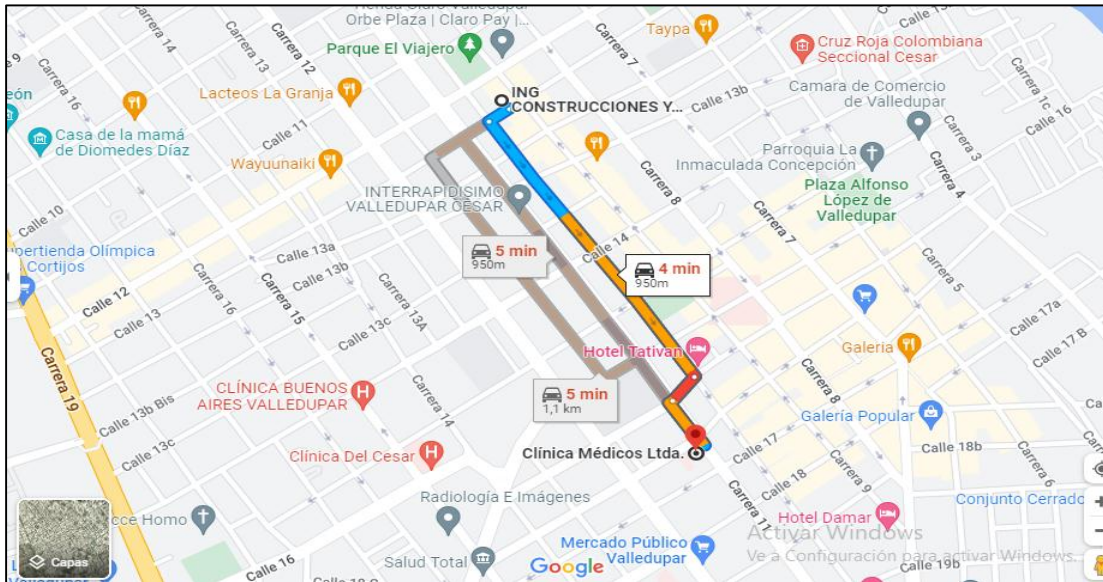 Orbe Plaza | Claro Pay |...
Parque El Viajero
Taypa
Cruz Roja Colombiana
Seccional Cesar
Carrera 14
Carrera 13
Carrera 12
Carrera 7
Calle 13b
Carrera 1c
Calle 16
ING
CONSTRUCCIONES Y...
Camara de Comercio
de Valledupar
Lacteos La Granja
Carrera 16
Calle 11
Casa de la mamá
de Diomedes Díaz
Wayuunaiki
Parroquia La
Inmaculada Concepción
Carrera 3
Plaza Alfonso
López de
Valledupar
Carrera 4
INTERRAPIDISIMO
VALLEDUPAR CESAR
Carrera 8
Calle 10
Calle 13a
Calle 14
Carrera 7
Carrera 5
5 min
950m
4 min
950m
pertienda Olímpica
Cortijos
Calle 13b
Calle 12
Calle 13
Carrera 16
Carrera 15
Carrera 13A
Calle 13c
Calle 17a
Calle 17 B
Hotel Tativan
Galeria
Carrera 19
CLÍNICA BUENOS
AIRES VALLEDUPAR
5 min
1,1 km
Carrera 14
Carrera 8
Galería Popular
Calle 13b Bis
Calle 13c
Clínica Del Cesar
Clínica Médicos Ltda.
Calle 17
Calle 18b
Calle 18
Carrera 9
Carrera 6
Radiología E Imágenes
Carrera 11
Conjunto Cerrado
cce Homo
Hotel Damar
Activar Windows
Ve a Configuración para activar Windows.
Capas
Calle 16
Salud Total
Google
Mercado Público
Valledupar
Calle 19b